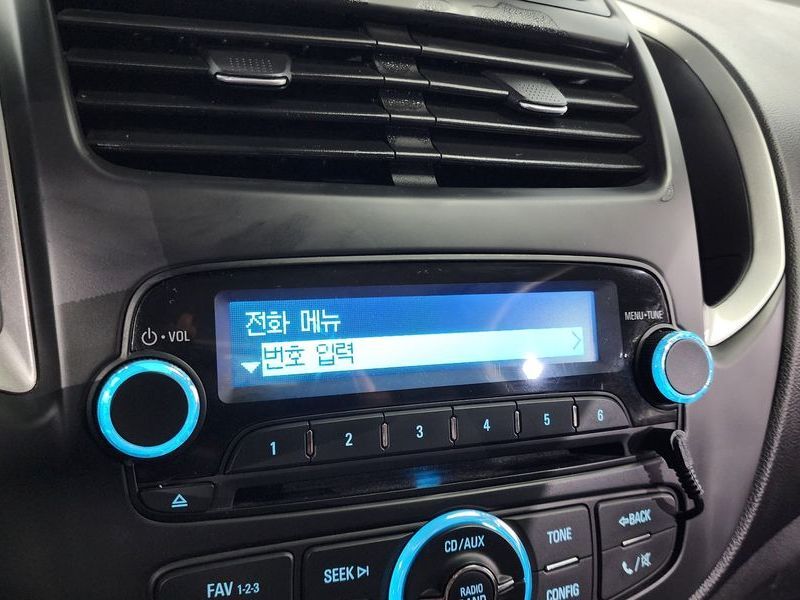 ⏻•VOL
전화 메뉴
번호 입력
MENU•TUNE
1 2 3 4 5 6
FAV 1-2-3
SEEK
CD/AUX
RADIO
TONE
CONFIG
BACK